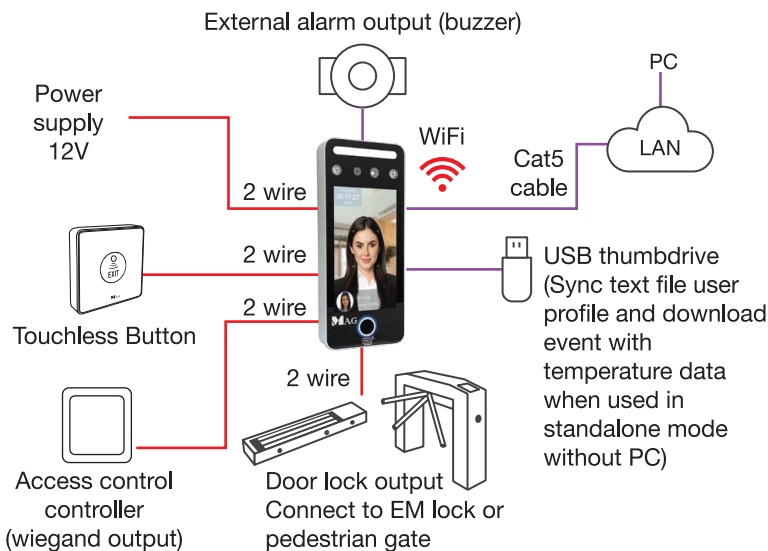 External alarm output (buzzer)
Power
supply
12V
WiFi
PC
LAN
Cat5
cable
2 wire
2 wire
2 wire
2 wire
EXIT
Touchless Button
08:17:27
MAG
USB thumbdrive
(Sync text file user
profile and download
event with
temperature data
when used in
standalone mode
without PC)
Access control
controller
(wiegand output)
Door lock output
Connect to EM lock or
pedestrian gate